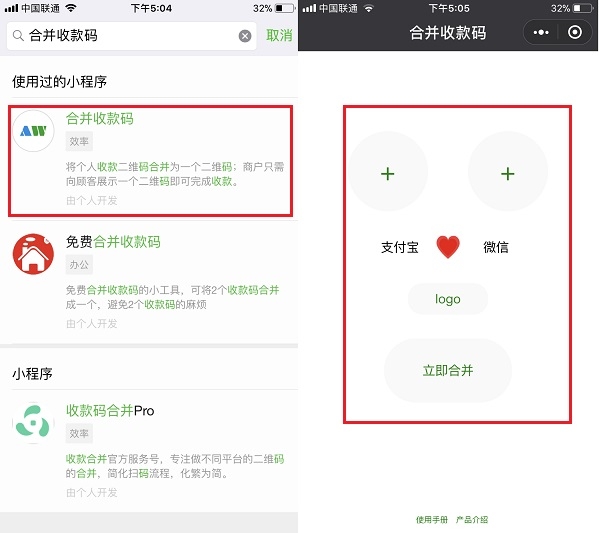 中国联通 下午5:04 32%
合并收款码 取消
使用过的小程序
AW
合并收款码
效率
将个人收款二维码合并为一个二维码；商户只需
向顾客展示一个二维码即可完成收款。
由个人开发
免费合并收款码
办公
免费合并收款码的小工具，可将2个收款码合并
成一个，避免2个收款码的麻烦
由个人开发
小程序
收款码合并Pro
效率
收款合并官方服务号，专注做不同平台的二维码
的合并，简化扫码流程，化繁为简。
由个人开发
中国联通 下午5:05 32%
合并收款码
+ +
支付宝 微信
logo
立即合并
使用手册 产品介绍